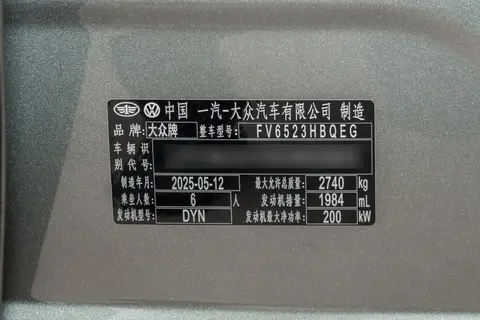 中国 一汽-大众汽车有限公司 制造
品牌 大众牌 整车型号 FV6523HBQEG
车辆识
别代号
制造年月 2025-05-12 最大允许总质量 2740 kg
乘坐人数 6 人 发动机排量 1984 mL
发动机型号 DYN 发动机最大净功率 200 kW